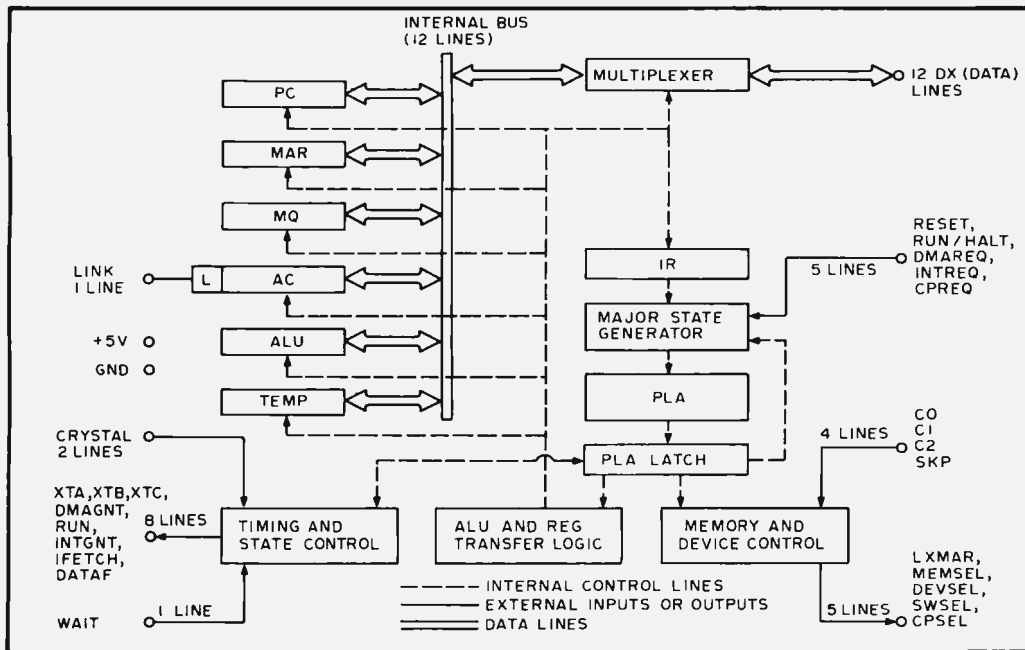 INTERNAL BUS
(12 LINES)
MULTIPLEXER
12 DX (DATA)
LINES
PC
MAR
MQ
LINK
1 LINE
L
AC
+5V
GND
ALU
TEMP
IR
5 LINES
RESET,
RUN/HALT,
DMAREQ,
INTREQ,
CPREQ
MAJOR STATE
GENERATOR
PLA
PLA LATCH
4 LINES
C0
C1
C2
SKP
CRYSTAL
2 LINES
XTA,XTB,XTC,
DMAGNT,
RUN,
INTGNT,
IFETCH,
DATAF
8 LINES
TIMING AND
STATE CONTROL
ALU AND REG
TRANSFER LOGIC
MEMORY AND
DEVICE CONTROL
WAIT
1 LINE
INTERNAL CONTROL LINES
EXTERNAL INPUTS OR OUTPUTS
DATA LINES
5 LINES
LXMAR,
MEMSEL,
DEVSEL,
SWSEL,
CPSEL